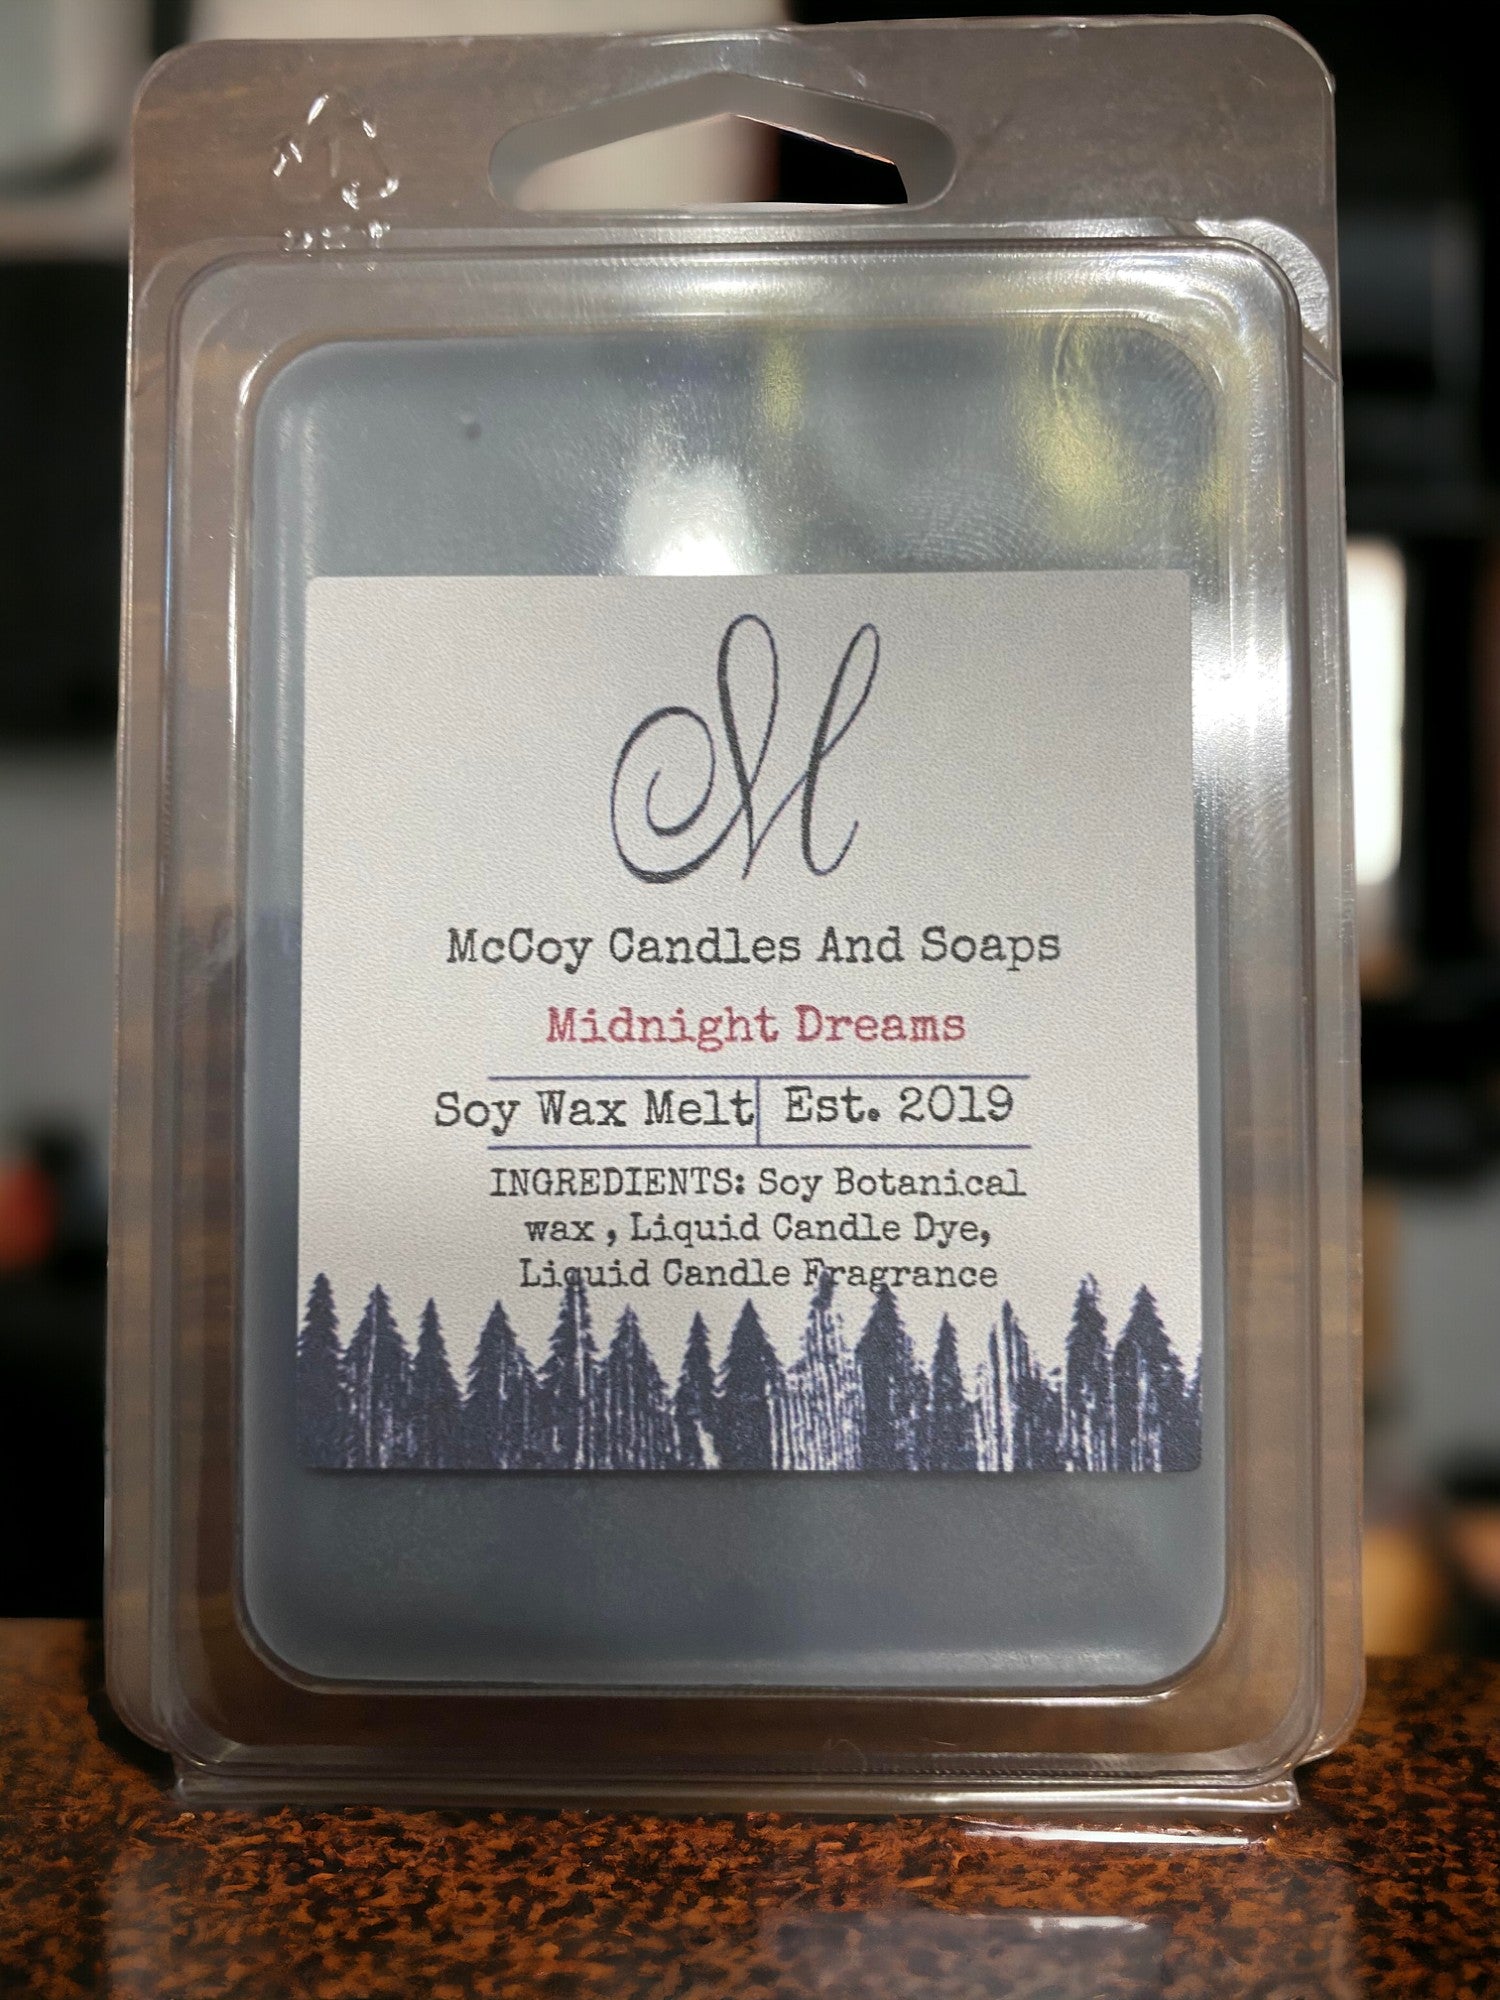 M
McCoy Candles And Soaps
Midnight Dreams
Soy Wax Melt Est. 2019
INGREDIENTS: Soy Botanical
wax , Liquid Candle Dye,
Liquid Candle Fragrance